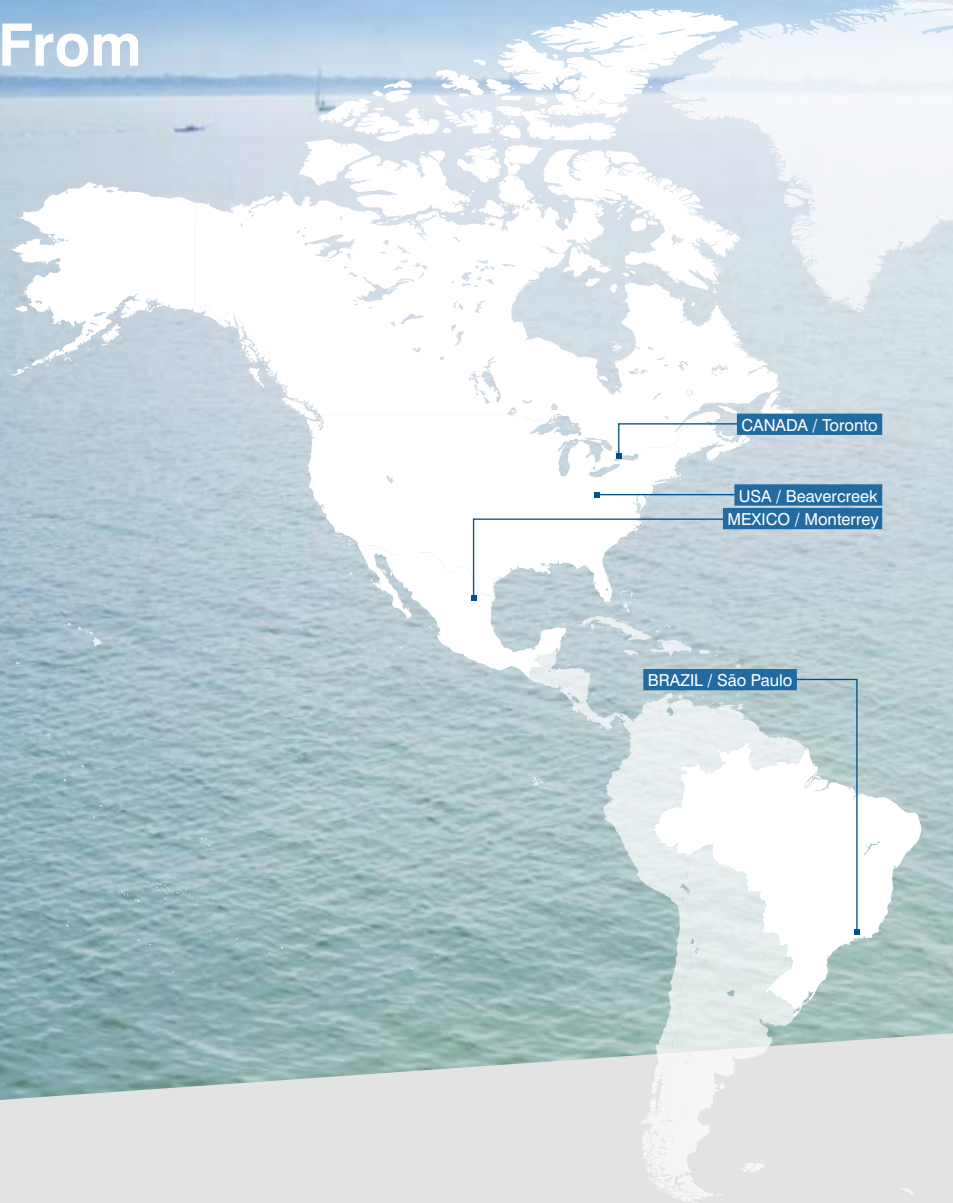 From
CANADA / Toronto
USA / Beavercreek
MEXICO / Monterrey
BRAZIL / São Paulo